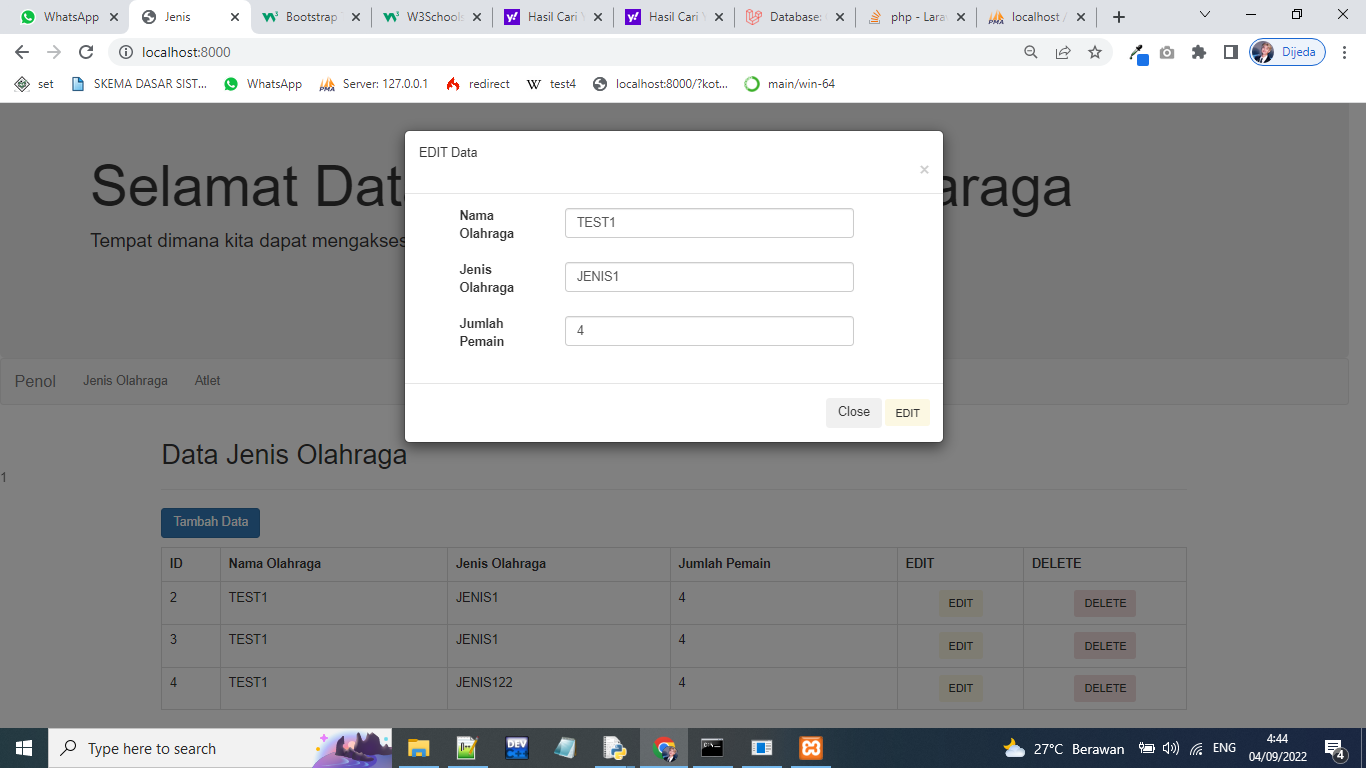 WhatsApp
Jenis
Bootstrap
W3Schools
Hasil Cari Y
Hasil Cari Y
Database:
php - Larav
localhost /
localhost:8000
Dijeda
set
SKEMA DASAR SIST...
WhatsApp
Server: 127.0.0.1
redirect
test4
localhost:8000/?kot...
main/win-64
Selamat Dat
araga
Tempat dimana kita dapat mengakses
EDIT Data
×
Nama Olahraga
TEST1
Jenis Olahraga
JENIS1
Jumlah Pemain
4
Close EDIT
Penol Jenis Olahraga Atlet
Data Jenis Olahraga
1
Tambah Data
ID Nama Olahraga Jenis Olahraga Jumlah Pemain EDIT DELETE
2 TEST1 JENIS1 4 EDIT DELETE
3 TEST1 JENIS1 4 EDIT DELETE
4 TEST1 JENIS122 4 EDIT DELETE
Type here to search
DEV
27°C Berawan
ENG
4:44
04/09/2022
4